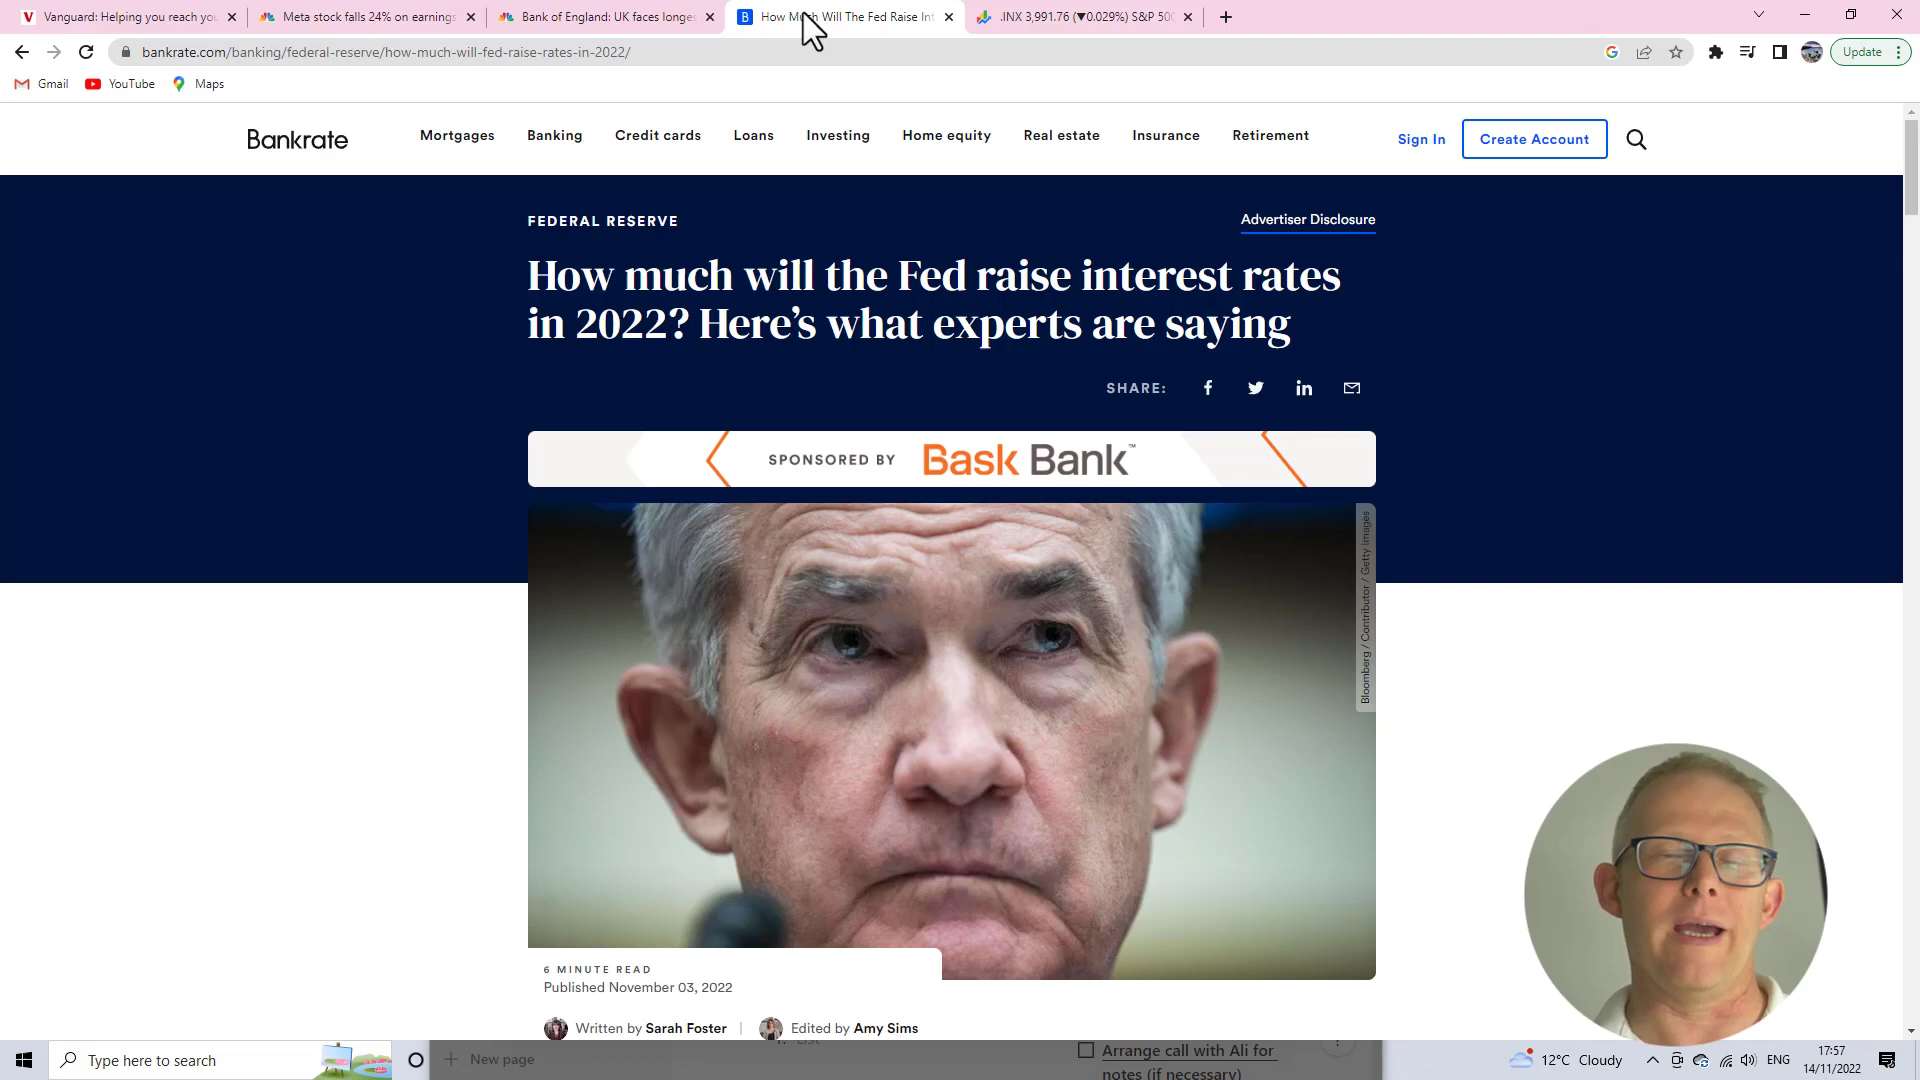 Vanguard: Helping you reach yo
Meta stock falls 24% on earnings
Bank of England: UK faces longes
How Much Will The Fed Raise Int
.INX 3,991.76 (▼0.029%) S&P 500
bankrate.com/banking/federal-reserve/how-much-will-fed-raise-rates-in-2022/
Update
Gmail
YouTube
Maps
Bankrate
Mortgages
Banking
Credit cards
Loans
Investing
Home equity
Real estate
Insurance
Retirement
Sign In
Create Account
FEDERAL RESERVE
Advertiser Disclosure
How much will the Fed raise interest rates
in 2022? Here's what experts are saying
SHARE:
SPONSORED BY Bask Bank™
Bloomberg / Contributor / Getty Images
6 MINUTE READ
Published November 03, 2022
Written by Sarah Foster
Edited by Amy Sims
Type here to search
New page
Arrange call with Ali for
notes (if necessary)
12°C Cloudy
ENG
17:57
14/11/2022